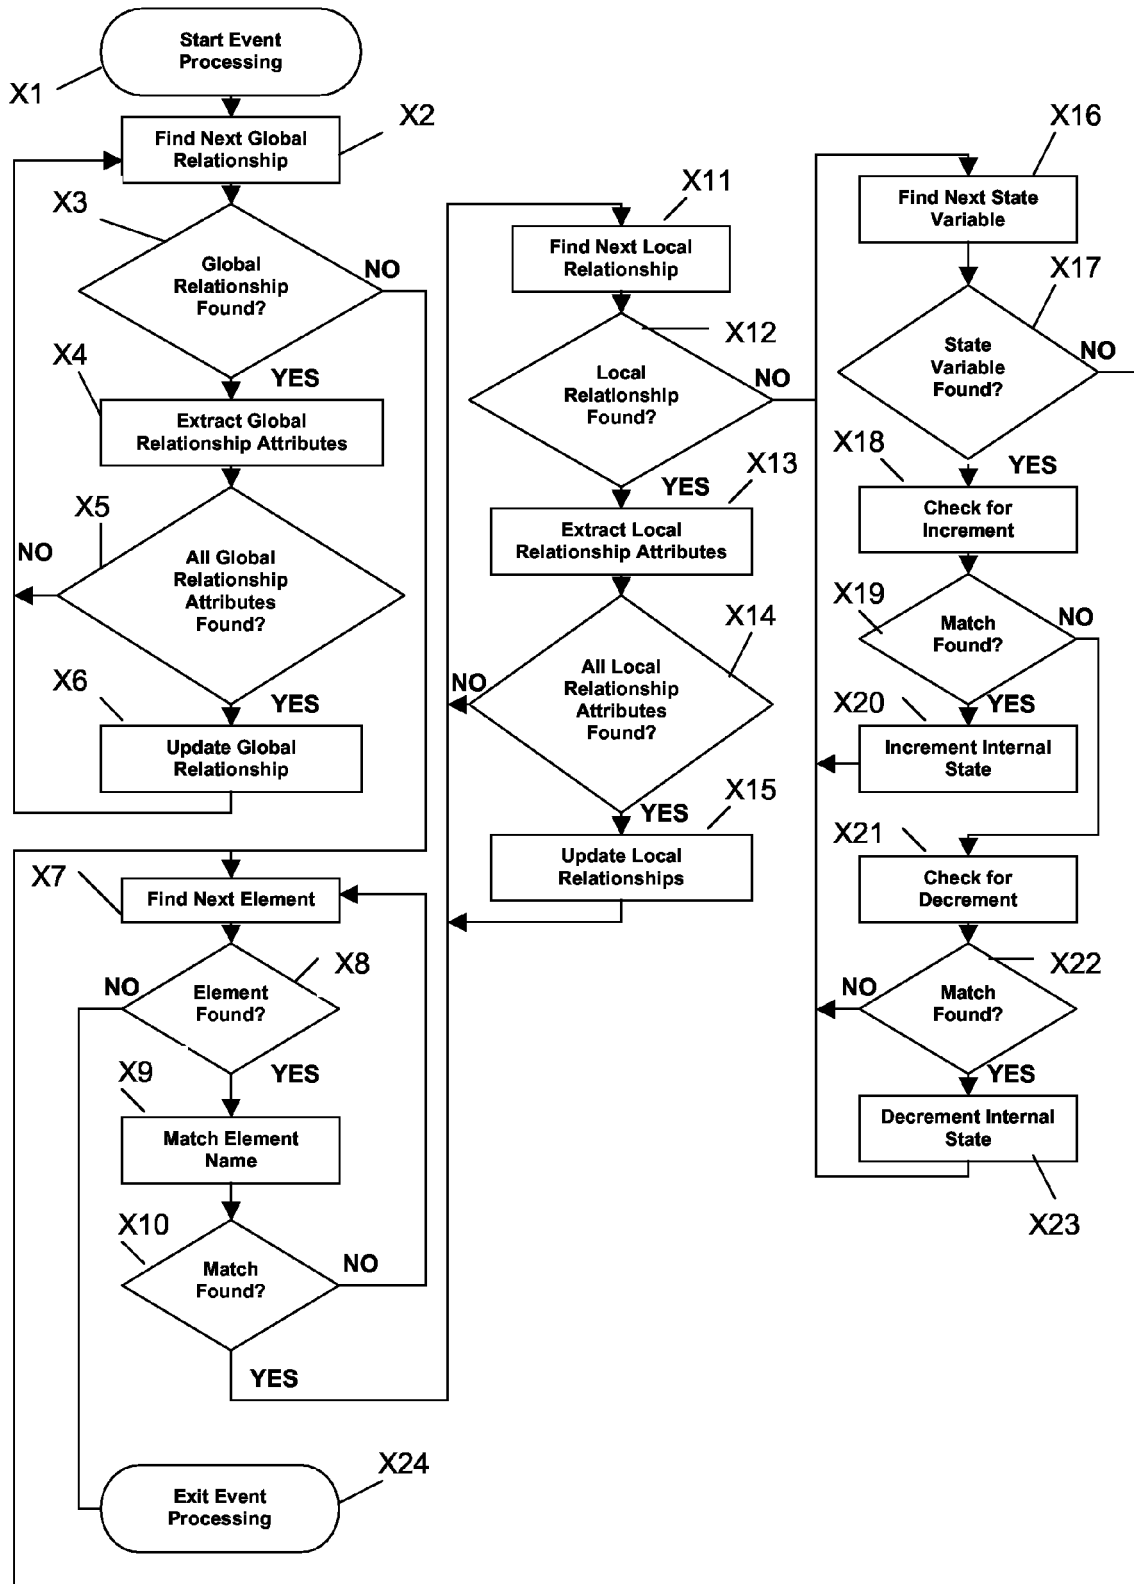 Start Event
Processing
X1
Find Next Global
Relationship
X2
X3
Global
Relationship
Found?
NO
YES
X4
Extract Global
Relationship Attributes
X5
All Global
Relationship
Attributes
Found?
NO
YES
X6
Update Global
Relationship
X7
Find Next Element
X8
Element
Found?
NO
YES
X9
Match Element
Name
X10
Match
Found?
NO
YES
X24
Exit Event
Processing
X11
Find Next Local
Relationship
X12
Local
Relationship
Found?
NO
YES
X13
Extract Local
Relationship Attributes
X14
All Local
Relationship
Attributes
Found?
NO
YES
X15
Update Local
Relationships
X16
Find Next State
Variable
X17
State
Variable
Found?
NO
YES
X18
Check for
Increment
X19
Match
Found?
NO
YES
X20
Increment Internal
State
X21
Check for
Decrement
X22
Match
Found?
NO
YES
Decrement Internal
State
X23